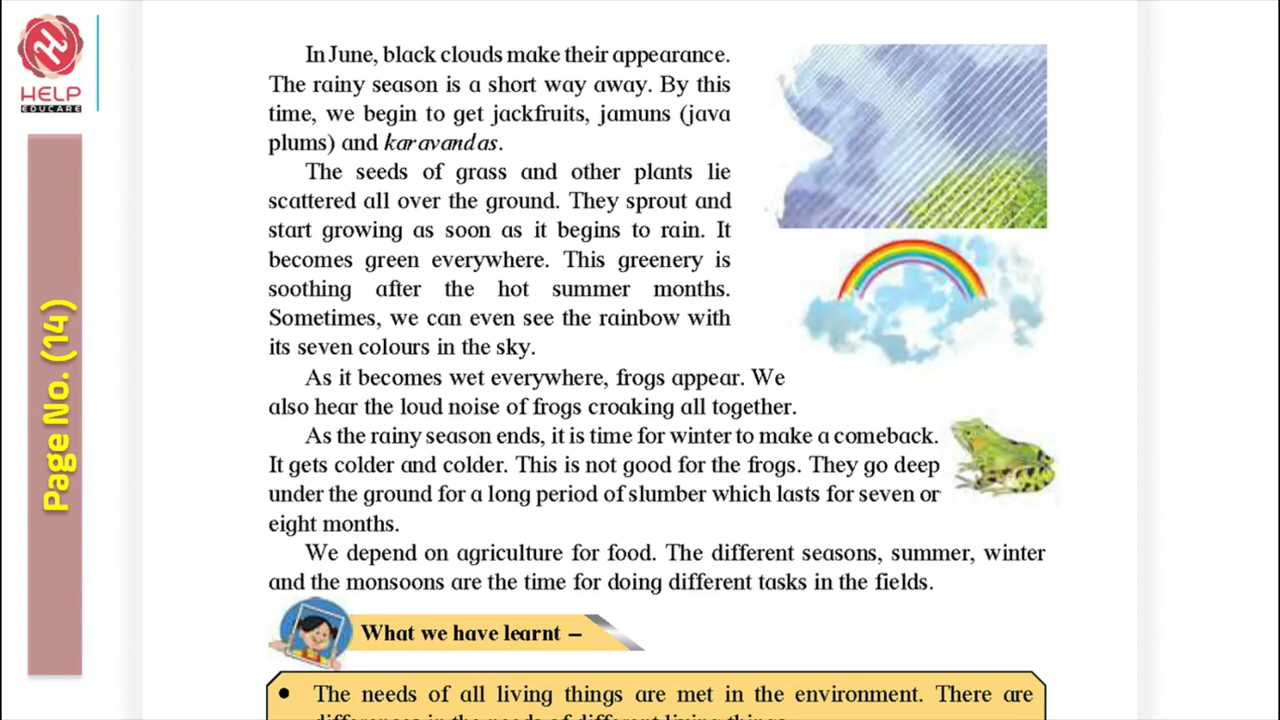 HELP
EDUCARE
Page No. (14)
In June, black clouds make their appearance.
The rainy season is a short way away. By this
time, we begin to get jackfruits, jamuns (java
plums) and karavandas.
The seeds of grass and other plants lie
scattered all over the ground. They sprout and
start growing as soon as it begins to rain. It
becomes green everywhere. This greenery is
soothing after the hot summer months.
Sometimes, we can even see the rainbow with
its seven colours in the sky.
As it becomes wet everywhere, frogs appear. We
also hear the loud noise of frogs croaking all together.
As the rainy season ends, it is time for winter to make a comeback.
It gets colder and colder. This is not good for the frogs. They go deep
under the ground for a long period of slumber which lasts for seven or
eight months.
We depend on agriculture for food. The different seasons, summer, winter
and the monsoons are the time for doing different tasks in the fields.
What we have learnt –
• The needs of all living things are met in the environment. There are